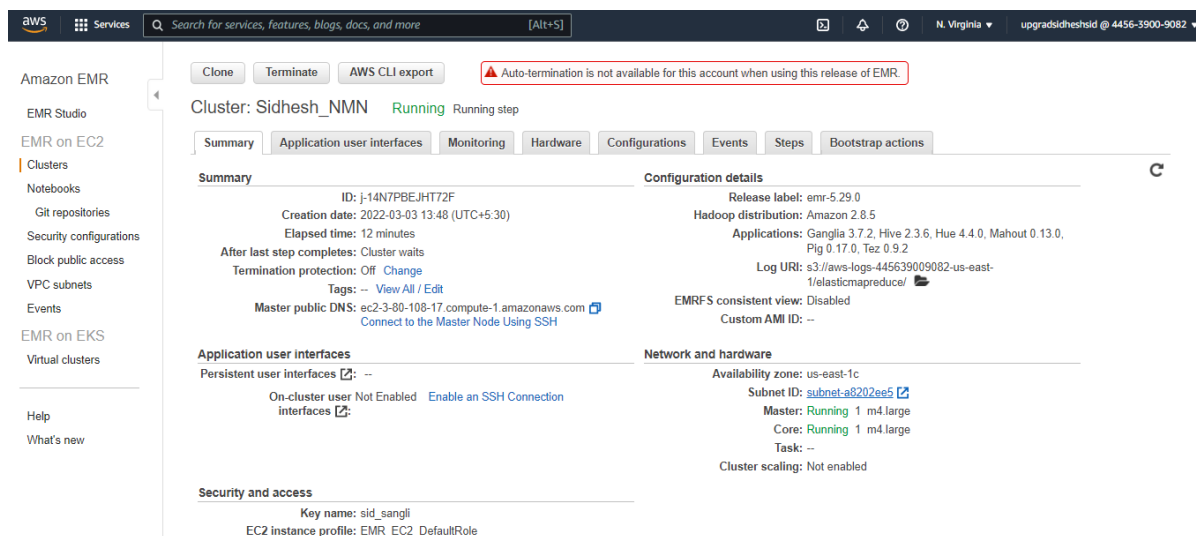 aws Services Search for services, features, blogs, docs, and more [Alt+S] N. Virginia ▾ upgradsidheshsid @ 4456-3900-9082 ▾
Amazon EMR
EMR Studio
EMR on EC2
Clusters
Notebooks
Git repositories
Security configurations
Block public access
VPC subnets
Events
EMR on EKS
Virtual clusters
Help
What's new
Clone Terminate AWS CLI export Auto-termination is not available for this account when using this release of EMR.
Cluster: Sidhesh_NMN Running Running step
Summary Application user interfaces Monitoring Hardware Configurations Events Steps Bootstrap actions
Summary
ID: j-14N7PBEJHT72F
Creation date: 2022-03-03 13:48 (UTC+5:30)
Elapsed time: 12 minutes
After last step completes: Cluster waits
Termination protection: Off Change
Tags: -- View All / Edit
Master public DNS: ec2-3-80-108-17.compute-1.amazonaws.com
Connect to the Master Node Using SSH
Configuration details
Release label: emr-5.29.0
Hadoop distribution: Amazon 2.8.5
Applications: Ganglia 3.7.2, Hive 2.3.6, Hue 4.4.0, Mahout 0.13.0,
Pig 0.17.0, Tez 0.9.2
Log URI: s3://aws-logs-445639009082-us-east-
1/elasticmapreduce/
EMRFS consistent view: Disabled
Custom AMI ID: --
Application user interfaces
Persistent user interfaces : --
On-cluster user Not Enabled Enable an SSH Connection
interfaces :
Network and hardware
Availability zone: us-east-1c
Subnet ID: subnet-a8202ee5
Master: Running 1 m4.large
Core: Running 1 m4.large
Task: --
Cluster scaling: Not enabled
Security and access
Key name: sid_sangli
EC2 instance profile: EMR_EC2_DefaultRole